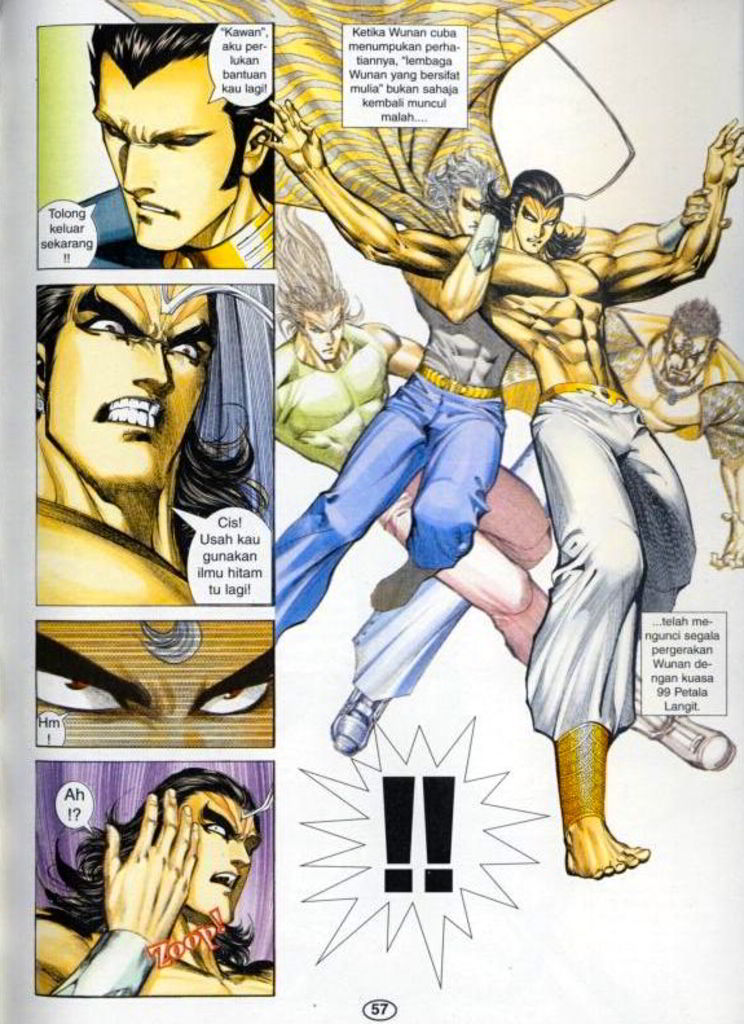 "Kawan",
aku per-
lukan
bantuan
kau lagi!
Tolong
keluar
sekarang
!!
Ketika Wunan cuba
menumpukan perha-
tiannya, "lembaga
Wunan yang bersifat
mulia" bukan sahaja
kembali muncul
malah....
Cis!
Usah kau
gunakan
ilmu hitam
tu lagi!
Hm
!
...telah me-
ngunci segala
pergerakan
Wunan de-
ngan kuasa
99 Petala
Langit.
Ah
!?
Zoop!
!!
57